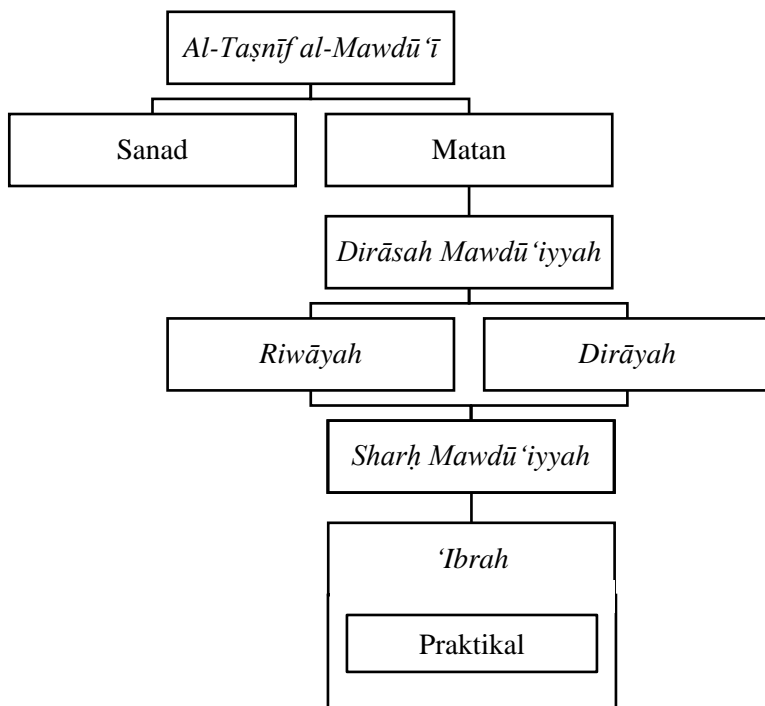 Al-Taṣnīf al-Mawdū‘ī
Sanad
Matan
Dirāsah Mawdū‘iyyah
Riwāyah
Dirāyah
Sharḥ Mawdū‘iyyah
‘Ibrah
Praktikal